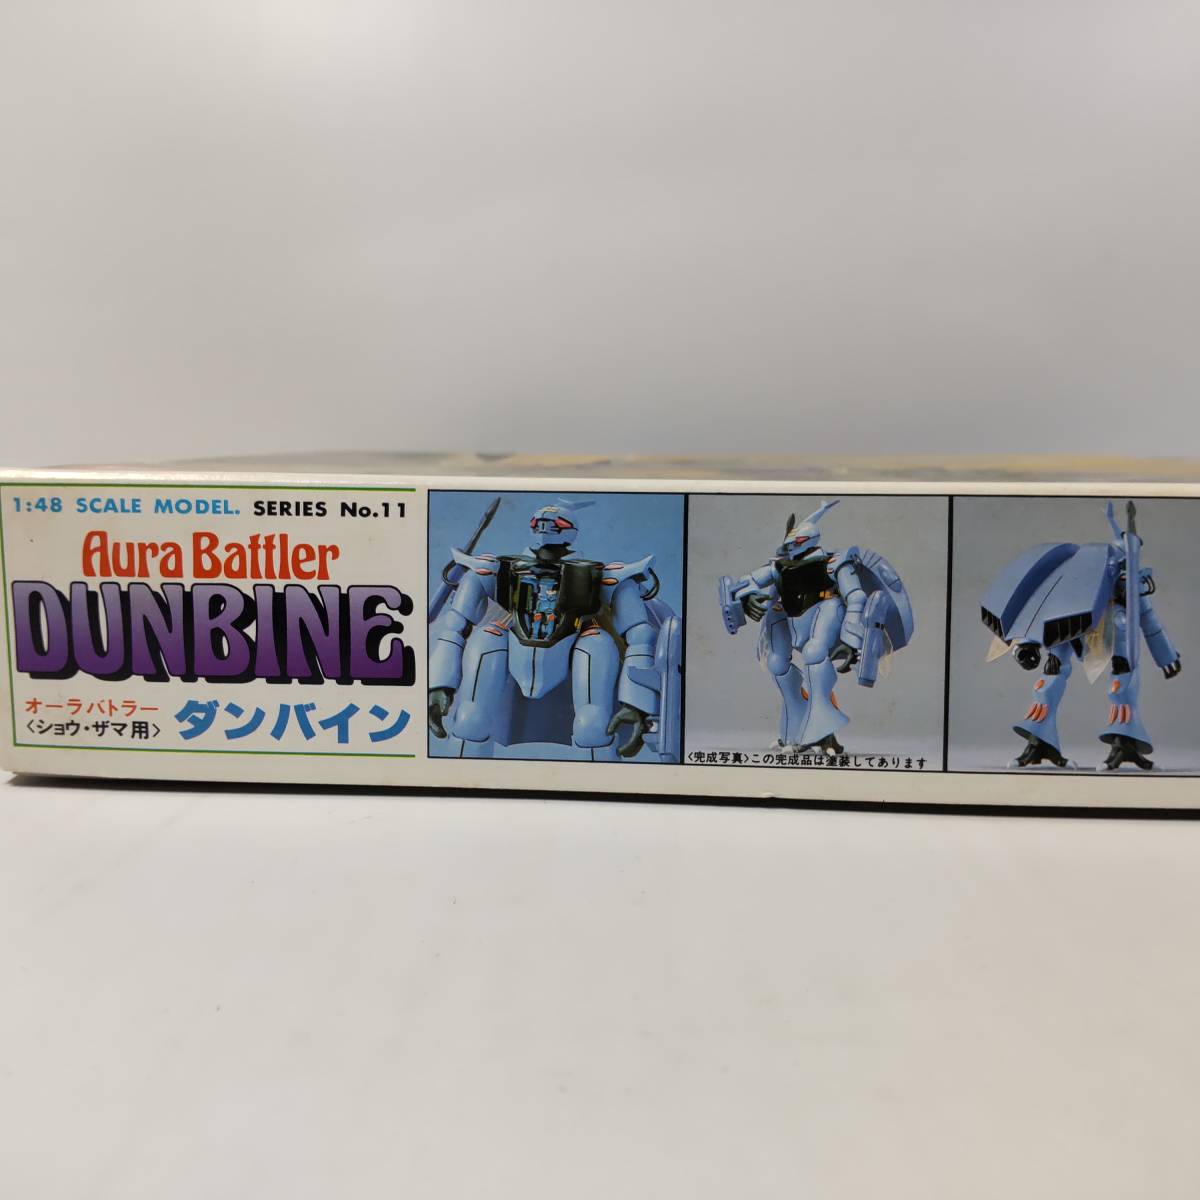 1:48 SCALE MODEL. SERIES No.11
Aura Battler
DUNBINE
オーラバトラー
〈ショウ・ザマ用〉
ダンバイン
〈完成写真〉この完成品は塗装してあります